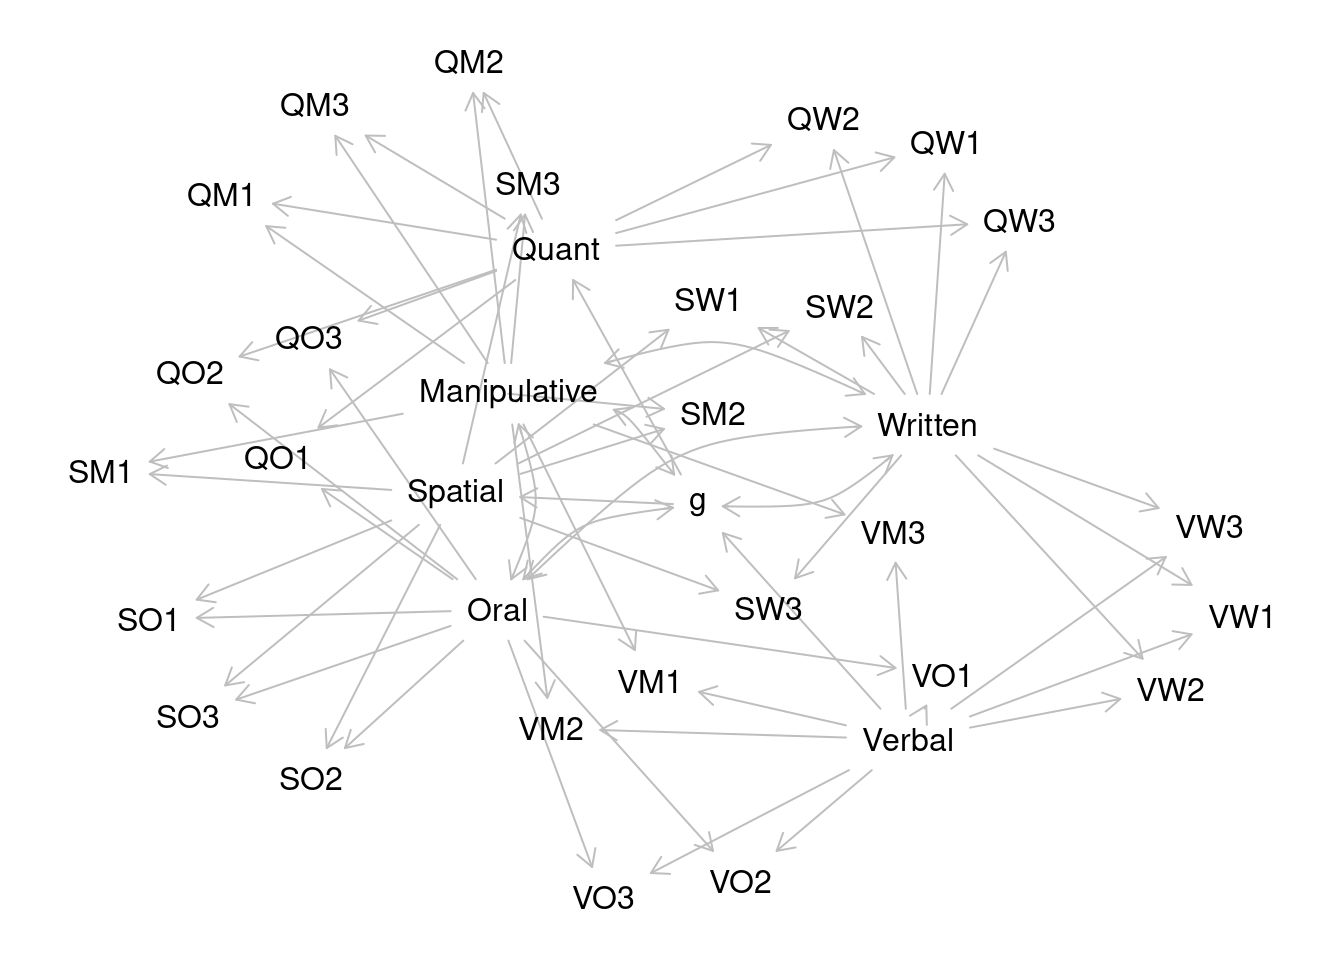 QM2
QM3
QW2
QW1
SM3
QM1
QW3
Quant
SW1
SW2
QO3
QO2
Manipulative
SM2
Written
QO1
SM1
Spatial
g
VM3
VW3
SW3
Oral
VW1
SO1
VO1
VM1
VW2
SO3
VM2
Verbal
SO2
VO2
VO3